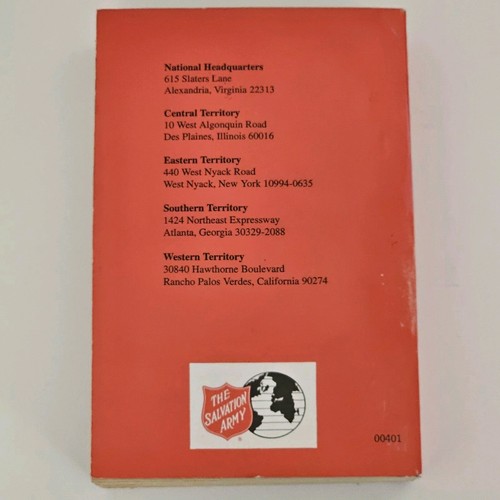 National Headquarters
615 Slaters Lane
Alexandria, Virginia 22313
Central Territory
10 West Algonquin Road
Des Plaines, Illinois 60016
Eastern Territory
440 West Nyack Road
West Nyack, New York 10994-0635
Southern Territory
1424 Northeast Expressway
Atlanta, Georgia 30329-2088
Western Territory
30840 Hawthorne Boulevard
Rancho Palos Verdes, California 90274
THE
SALVATION
ARMY
®
00401